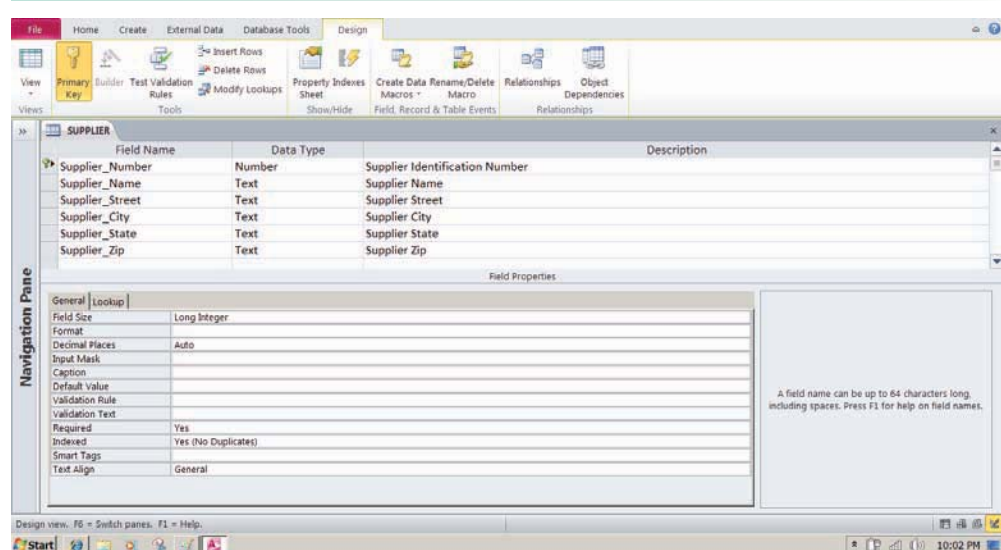 File Home Create External Data Database Tools Design
View
Primary Key
Builder
Test Validation Rules
Insert Rows
Delete Rows
Modify Lookups
Property Sheet
Indexes
Create Data Macros
Rename/Delete Macro
Relationships
Object Dependencies
Views Tools Show/Hide Field, Record & Table Events Relationships
SUPPLIER
Field Name Data Type Description
Supplier_Number Number Supplier Identification Number
Supplier_Name Text Supplier Name
Supplier_Street Text Supplier Street
Supplier_City Text Supplier City
Supplier_State Text Supplier State
Supplier_Zip Text Supplier Zip
Navigation Pane
Field Properties
General Lookup
Field Size Long Integer
Format
Decimal Places Auto
Input Mask
Caption
Default Value
Validation Rule
Validation Text
Required Yes
Indexed Yes (No Duplicates)
Smart Tags
Text Align General
A field name can be up to 64 characters long,
including spaces. Press F1 for help on field names.
Design view. F6 = Switch panes. F1 = Help.
Start 10:02 PM